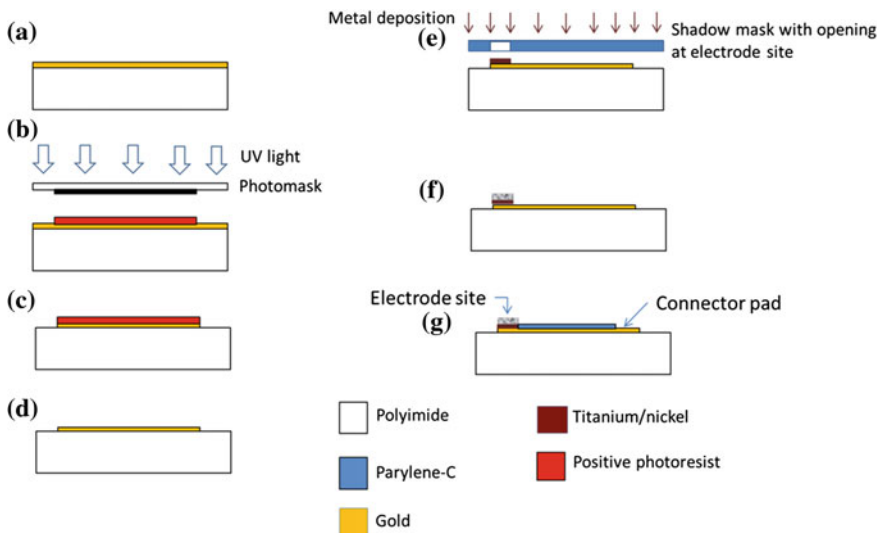 (a)
(b)
UV light
Photomask
(c)
(d)
Metal deposition
(e)
Shadow mask with opening
at electrode site
(f)
Electrode site
Connector pad
(g)
Polyimide
Titanium/nickel
Parylene-C
Positive photoresist
Gold